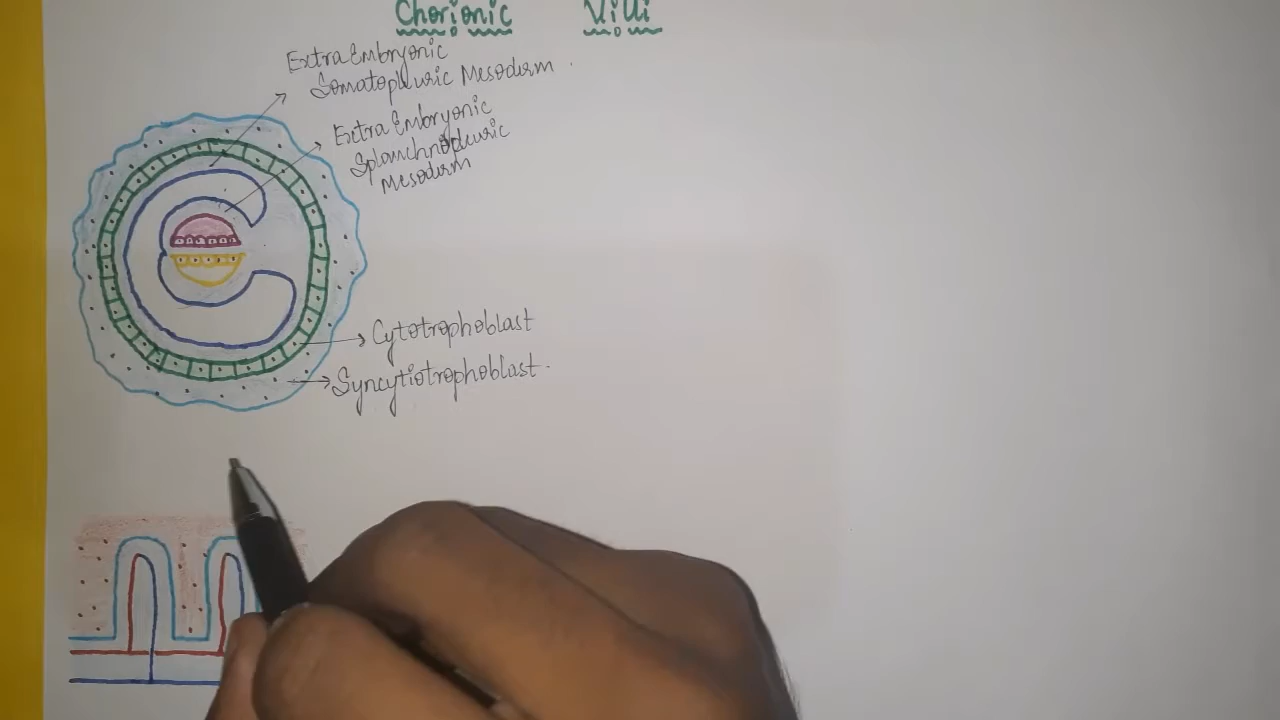 Chorionic Villi
Extra Embryonic
Somatopleuric Mesoderm.
Extra Embryonic
Splanchnopleuric
Mesoderm
Cytotrophoblast
Syncytiotrophoblast.